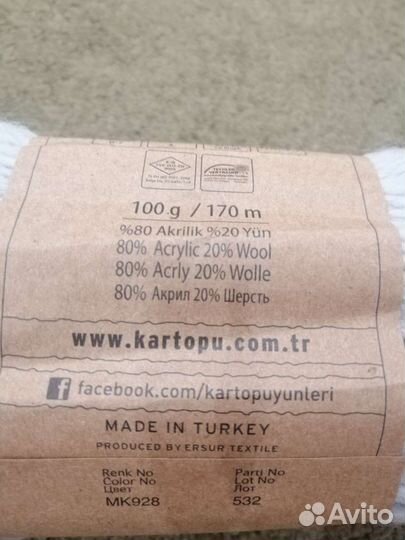 100 g / 170 m
%80 Akrilik %20 Yün
80% Acrylic 20% Wool
80% Acrly 20% Wolle
80% Акрил 20% Шерсть
www.kartopu.com.tr
f facebook.com/kartopuyunleri
MADE IN TURKEY
PRODUCED BY ERSUR TEXTILE
Renk No Parti No
Color No Lot No
Цвет Лот
MK928 532
Avito